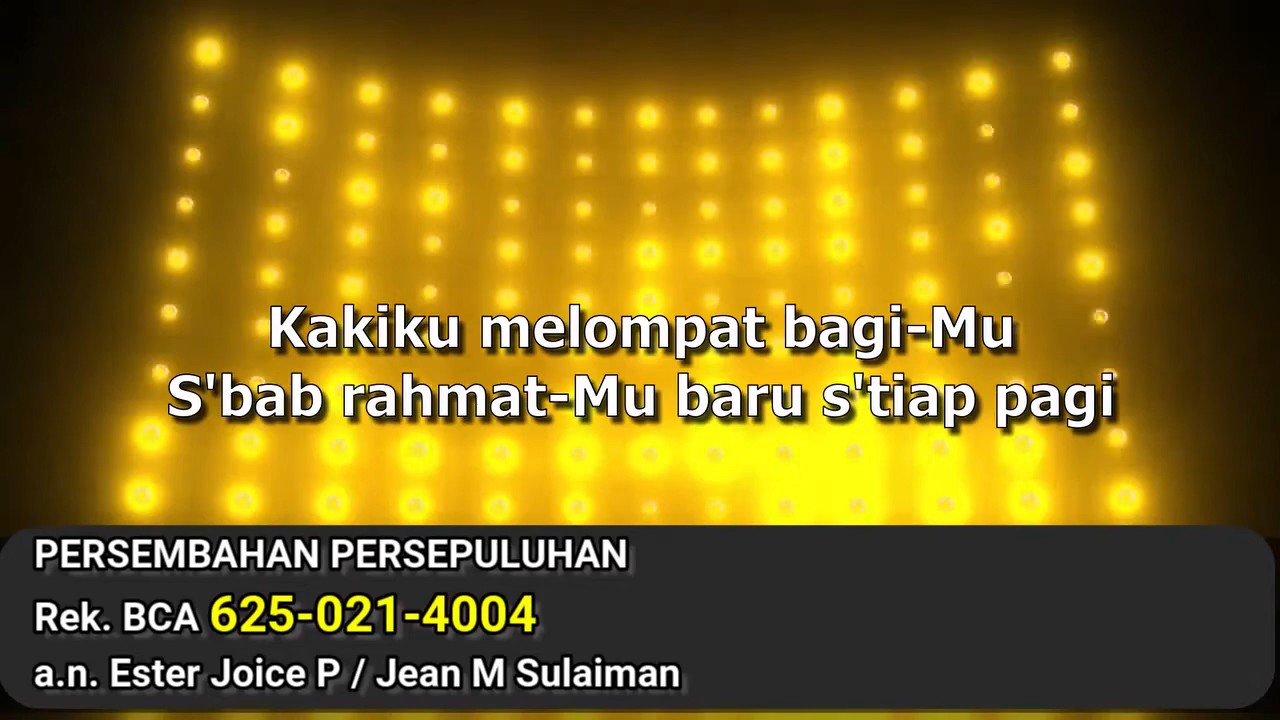 Kakiku melompat bagi-Mu
S'bab rahmat-Mu baru s'tiap pagi
PERSEMBAHAN PERSEPULUHAN
Rek. BCA 625-021-4004
a.n. Ester Joice P / Jean M Sulaiman